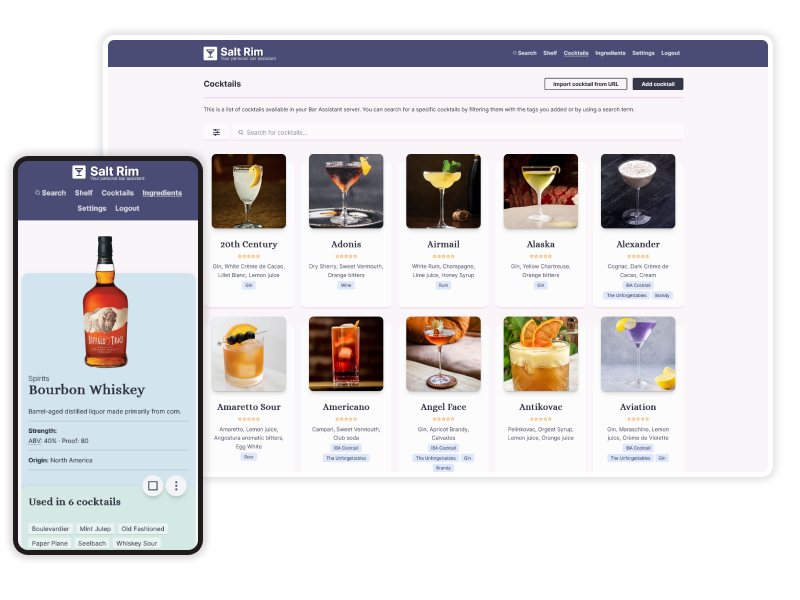 Salt Rim
Your personal bar assistant
Search Shelf Cocktails Ingredients Settings Logout
Cocktails
Import cocktail from URL
Add cocktail
This is a list of cocktails available in your Bar Assistant server. You can search for a specific cocktails by filtering them with the tags you added or by using a search term.
Search for cocktails...
20th Century
Gin, White Crème de Cacao,
Lillet Blanc, Lemon juice
Gin
Adonis
Dry Sherry, Sweet Vermouth,
Orange bitters
Wine
Airmail
White Rum, Champagne,
Lime juice, Honey Syrup
Rum
Alaska
Gin, Yellow Chartreuse,
Orange bitters
Gin
Alexander
Cognac, Dark Crème de
Cacao, Cream
IBA Cocktail
The Unforgettables Brandy
Amaretto Sour
Amaretto, Lemon juice,
Angostura aromatic bitters,
Egg White
Sour
Americano
Campari, Sweet Vermouth,
Club soda
IBA Cocktail
The Unforgettables
Angel Face
Gin, Apricot Brandy,
Calvados
IBA Cocktail
The Unforgettables Gin
Brandy
Antikovac
Pelinkovac, Orgeat Syrup,
Lemon juice, Orange juice
Aviation
Gin, Maraschino, Lemon
juice, Crème de Violette
IBA Cocktail
The Unforgettables Gin
Salt Rim
Your personal bar assistant
Search Shelf Cocktails Ingredients
Settings Logout
BUFFALO TRACE
Spirits
Bourbon Whiskey
Barrel-aged distilled liquor made primarily from corn.
Strength:
ABV: 40% · Proof: 80
Origin: North America
Used in 6 cocktails
Boulevardier Mint Julep Old Fashioned
Paper Plane Seelbach Whiskey Sour